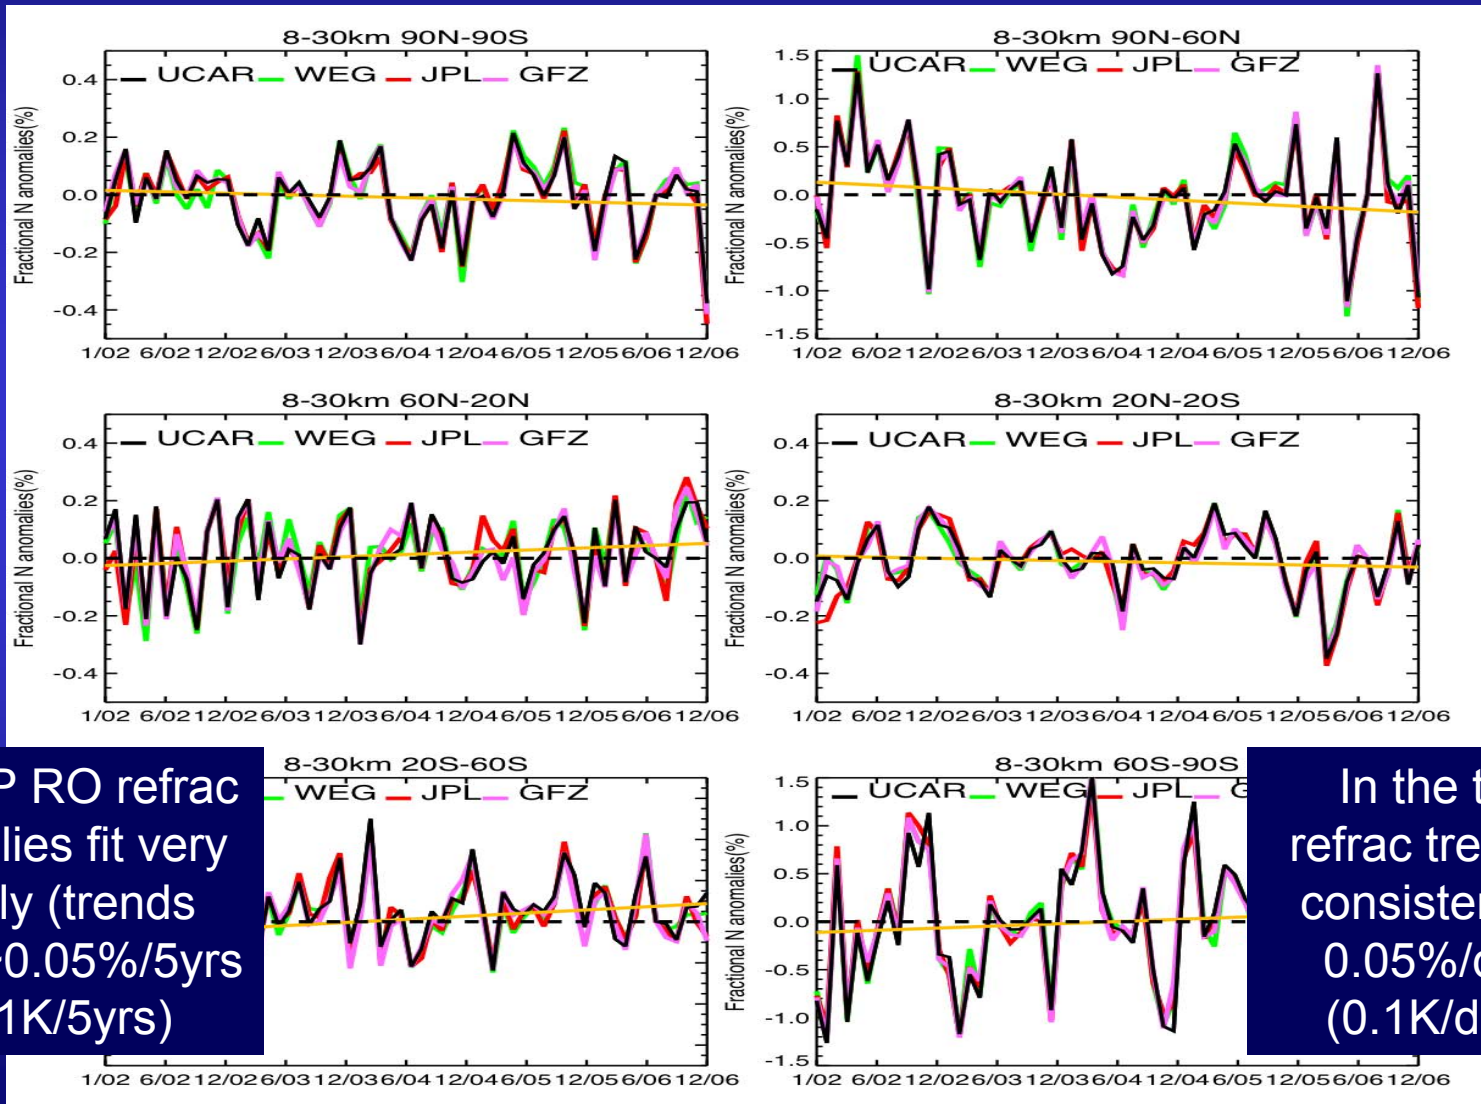 8-30km 90N-90S
UCAR WEG JPL GFZ
Fractional N anomalies(%)
0.4
0.2
0.0
-0.2
-0.4
1/02 6/02 12/02 6/03 12/03 6/04 12/04 6/05 12/05 6/06 12/06
8-30km 90N-60N
UCAR WEG JPL GFZ
Fractional N anomalies(%)
1.5
1.0
0.5
0.0
-0.5
-1.0
-1.5
1/02 6/02 12/02 6/03 12/03 6/04 12/04 6/05 12/05 6/06 12/06
8-30km 60N-20N
UCAR WEG JPL GFZ
Fractional N anomalies(%)
0.4
0.2
0.0
-0.2
-0.4
1/02 6/02 12/02 6/03 12/03 6/04 12/04 6/05 12/05 6/06 12/06
8-30km 20N-20S
UCAR WEG JPL GFZ
Fractional N anomalies(%)
0.4
0.2
0.0
-0.2
-0.4
1/02 6/02 12/02 6/03 12/03 6/04 12/04 6/05 12/05 6/06 12/06
8-30km 20S-60S
WEG JPL GFZ
1/02 6/02 12/02 6/03 12/03 6/04 12/04 6/05 12/05 6/06 12/06
P RO refrac
lies fit very
ly (trends
0.05%/5yrs
1K/5yrs)
8-30km 60S-90S
UCAR WEG JPL G
Fractional N anomalies(%)
1.5
1.0
0.5
0.0
-0.5
-1.0
-1.5
1/02 6/02 12/02 6/03 12/03 6/04 12/04 6/05 12/05 6/06 12/06
In the t
refrac tre
consister
0.05%/
(0.1K/d